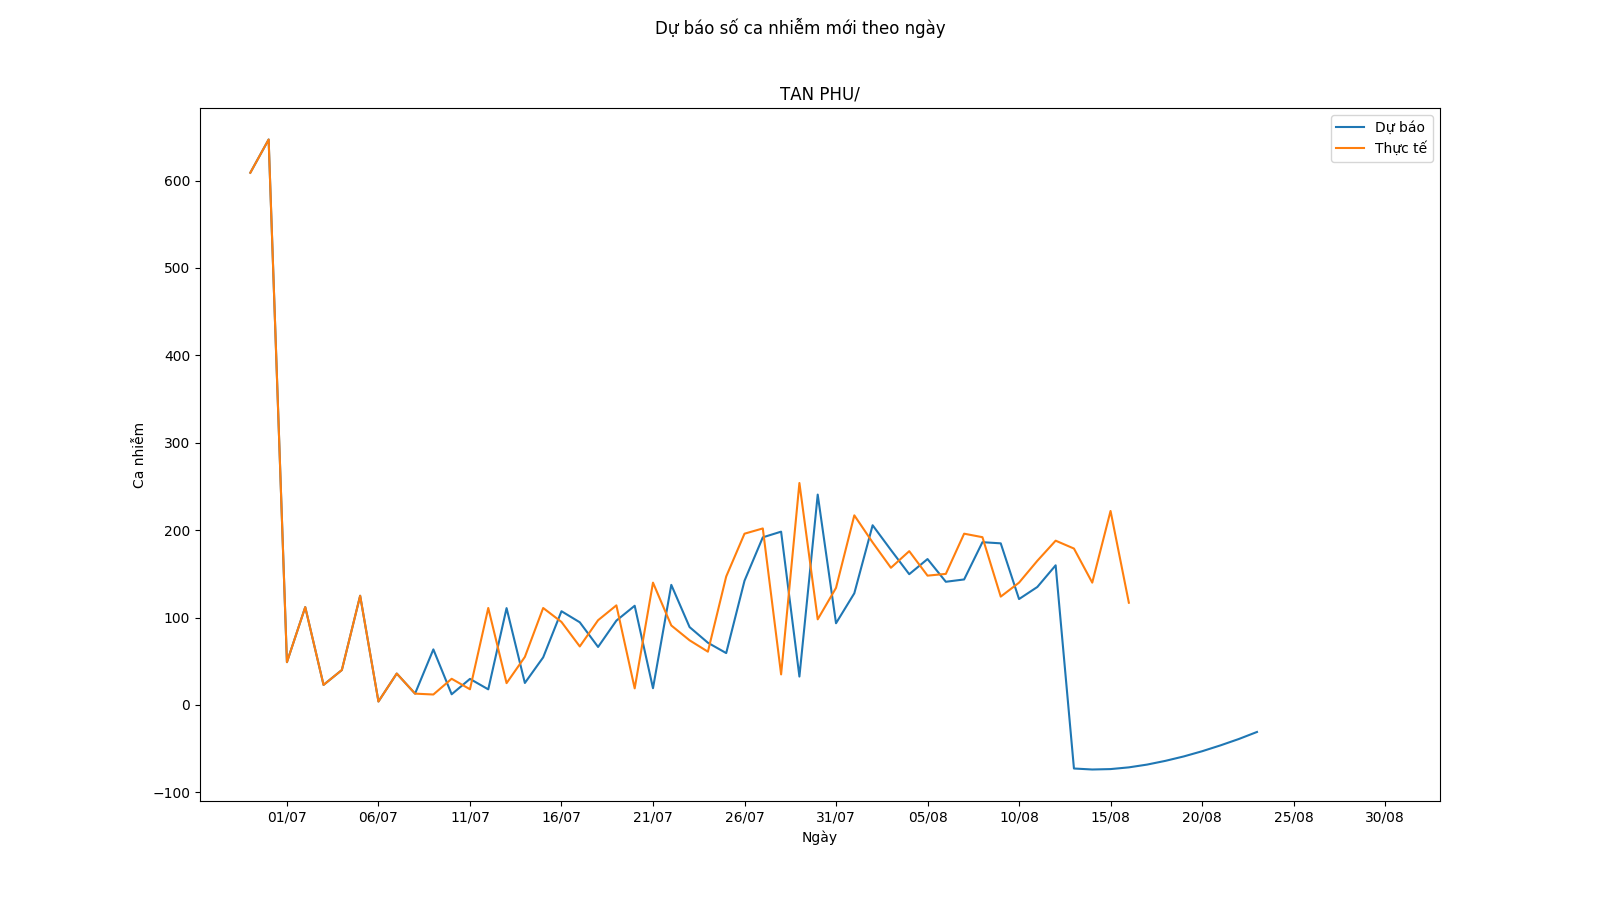 Dự báo số ca nhiễm mới theo ngày
TAN PHU/
Dự báo
Thực tế
600
500
400
300
200
100
0
−100
Ca nhiễm
01/07 06/07 11/07 16/07 21/07 26/07 31/07 05/08 10/08 15/08 20/08 25/08 30/08
Ngày